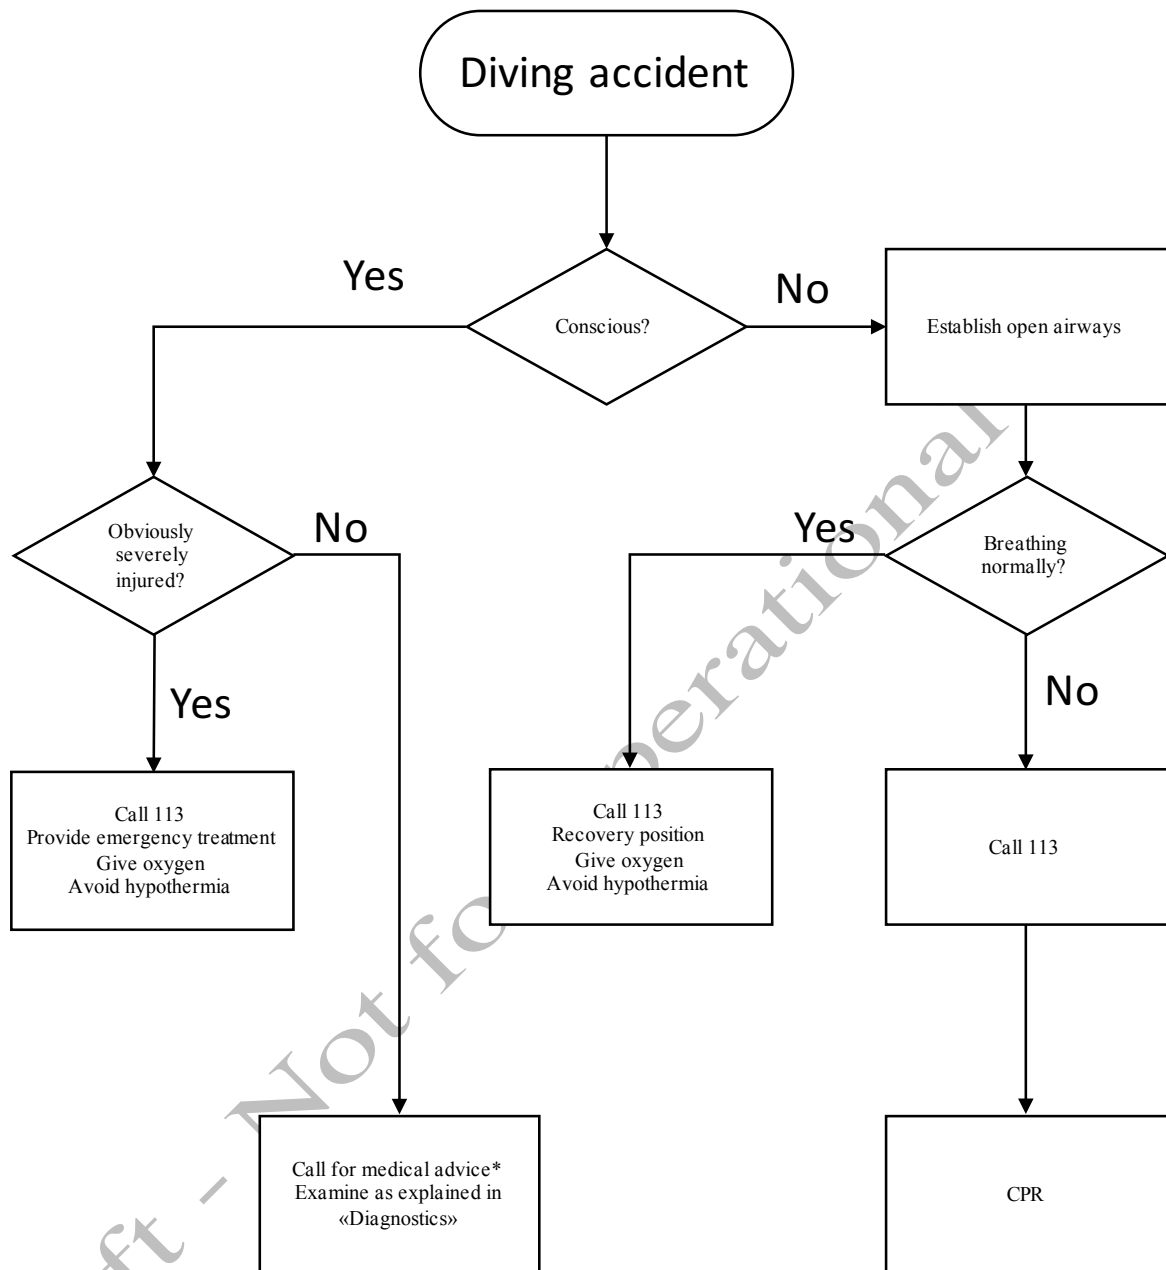 Diving accident
Yes
No
Conscious?
Establish open airways
Obviously
severely
injured?
No
Yes
Breathing
normally?
Yes
No
Call 113
Provide emergency treatment
Give oxygen
Avoid hypothermia
Call 113
Recovery position
Give oxygen
Avoid hypothermia
Call 113
Call for medical advice*
Examine as explained in
«Diagnostics»
CPR